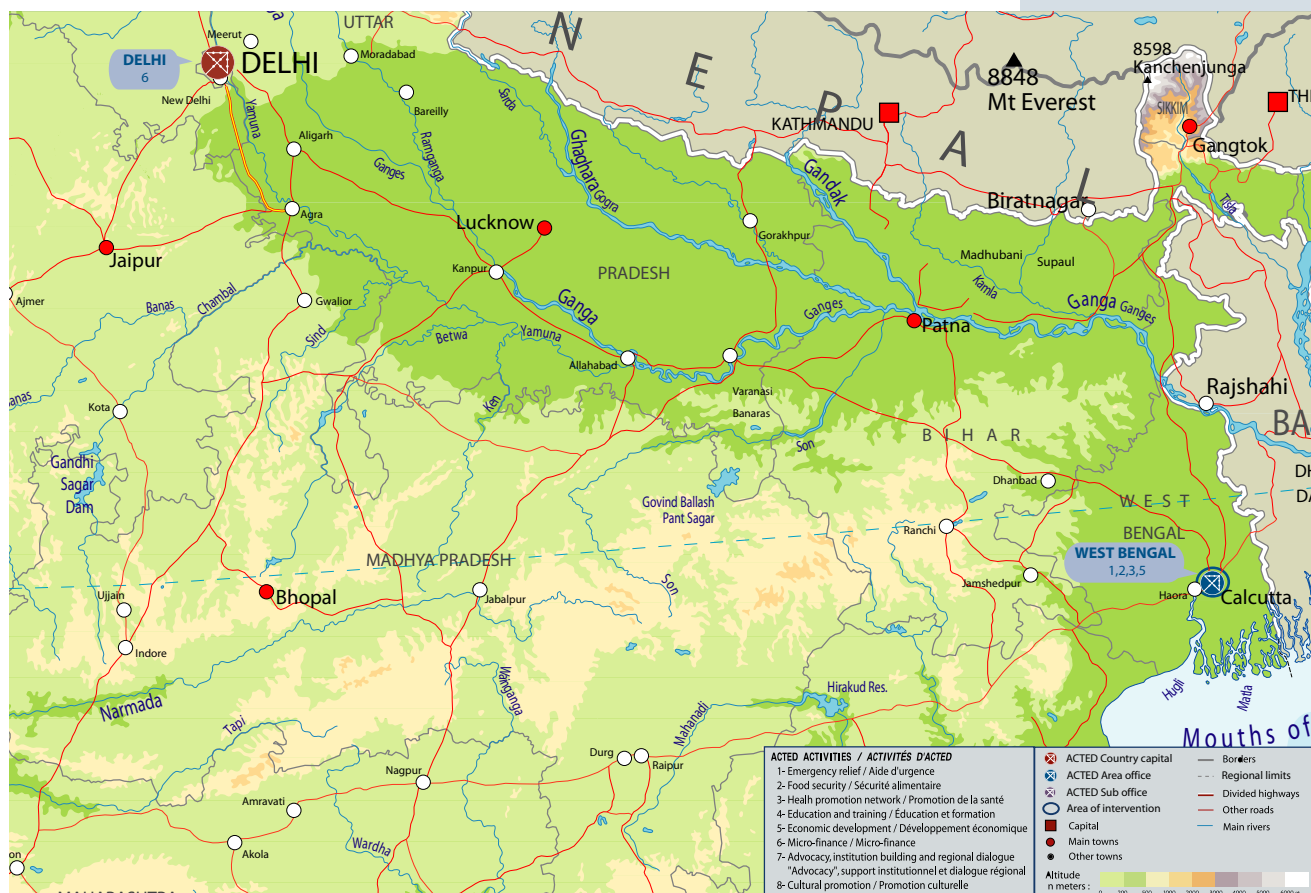 UTTAR
Meerut
DELHI
6
DELHI
Moradabad
New Delhi
Yamuna
Bareilly
Aligarh
Ramganga
Ganges
Sarda
Ghaghara
Gogra
N
E
P
A
L
8848
Mt Everest
8598
Kanchenjunga
SIKKIM
KATHMANDU
Gangtok
Gandak
Biratnaga
Tista
Agra
Lucknow
Gorakhpur
Jaipur
Kanpur
PRADESH
Madhubani
Supaul
Kamla
Ajmer
Banas
Chambal
Gwalior
Ganga
Ganges
Patna
Ganga
Ganges
Sind
Betwa
Yamuna
Allahabad
Varanasi
Banaras
Rajshahi
Kota
Ken
Son
BIHAR
BA
Gandhi
Sagar
Dam
Dhanbad
Govind Ballash
Pant Sagar
WEST
BENGAL
Ranchi
WEST BENGAL
1,2,3,5
MADHYA PRADESH
Jamshedpur
Haora
Calcutta
Ujjain
Bhopal
Jabalpur
Son
Indore
Wainganga
Narmada
Tapi
Hirakud Res.
Mahanadi
Hugli
Matla
Mouths of
Durg
Raipur
Nagpur
Amravati
Akola
Wardha
ACTED ACTIVITIES / ACTIVITÉS D'ACTED
1- Emergency relief / Aide d'urgence
2- Food security / Sécurité alimentaire
3- Healh promotion network / Promotion de la santé
4- Education and training / Éducation et formation
5- Economic development / Développement économique
6- Micro-finance / Micro-finance
7- Advocacy, institution building and regional dialogue
"Advocacy", support institutionnel et dialogue régional
8- Cultural promotion / Promotion culturelle
ACTED Country capital
ACTED Area office
ACTED Sub office
Area of intervention
Capital
Main towns
Other towns
Borders
Regional limits
Divided highways
Other roads
Main rivers
Altitude
n meters :